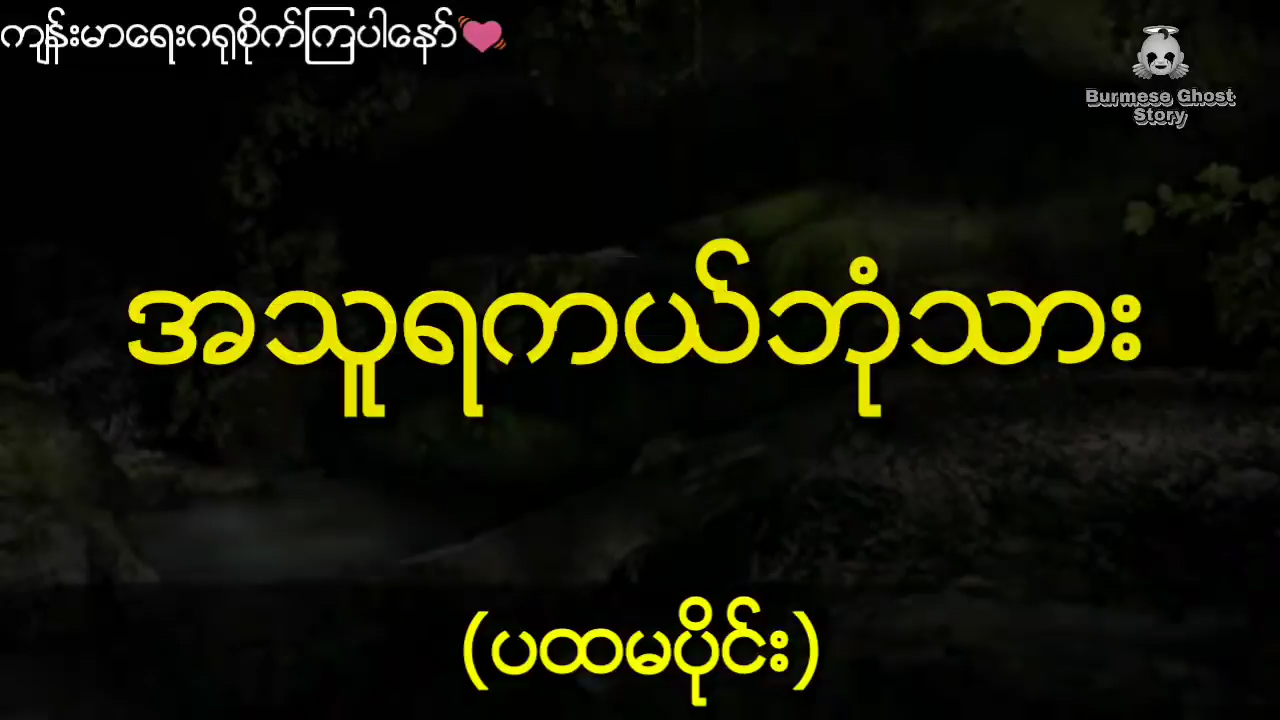 ကျန်းမာရေးဂရုစိုက်ကြပါနော်💓
Burmese Ghost
Story
အသူရကယ်ဘုံသား
(ပထမပိုင်း)